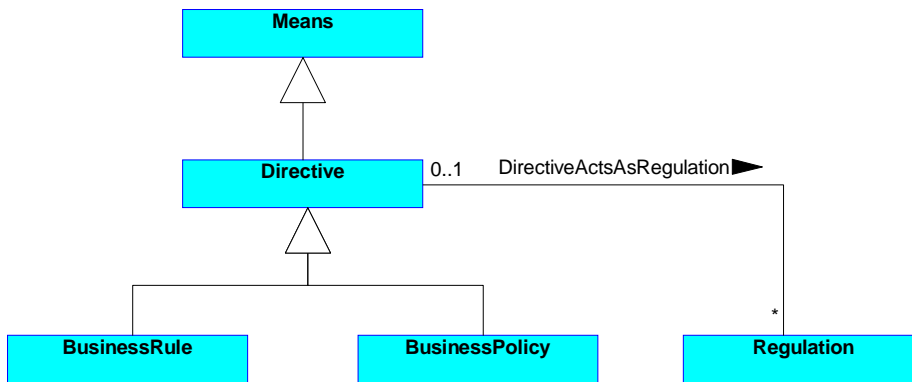 Means
Directive
0..1
DirectiveActsAsRegulation
*
BusinessRule
BusinessPolicy
Regulation